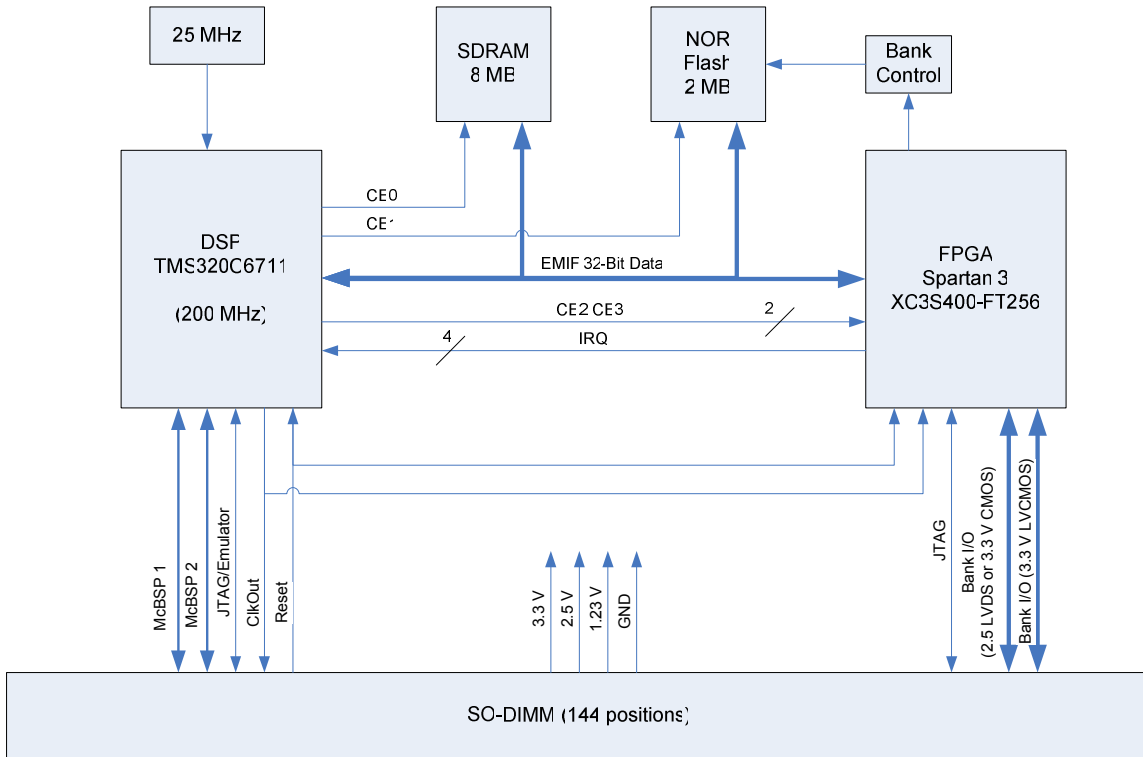 25 MHz
SDRAM
8 MB
NOR
Flash
2 MB
Bank
Control
CE0
CE1
DSP
TMS320C6711
(200 MHz)
EMIF 32-Bit Data
FPGA
Spartan 3
XC3S400-FT256
CE2 CE3
2
4
IRQ
McBSP 1
McBSP 2
JTAG/Emulator
ClkOut
Reset
3.3 V
2.5 V
1.23 V
GND
JTAG
Bank I/O
(2.5 LVDS or 3.3 V CMOS)
Bank I/O (3.3 V LVCMOS)
SO-DIMM (144 positions)